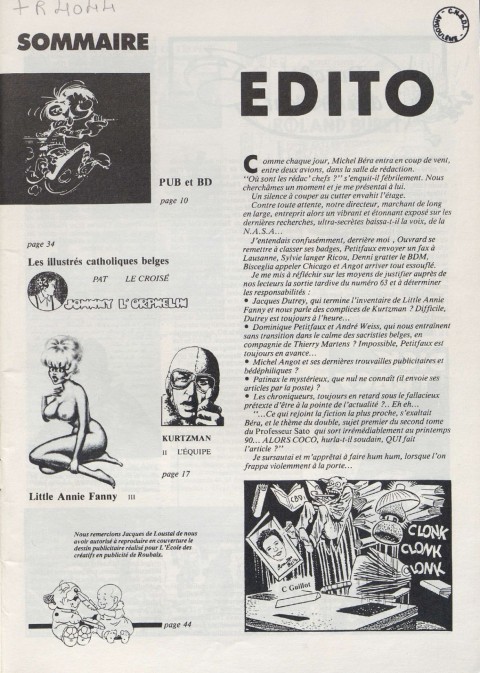 FR 4044
C.N.B.D.I.
SOMMAIRE
PUB et BD
page 10
page 34
Les illustrés catholiques belges
PAT LE CROISÉ
JOHNNY L'ORPHELIN
KURTZMAN
II L'ÉQUIPE
page 17
Little Annie Fanny III
Nous remercions Jacques de Loustal de nous
avoir autorisé à reproduire en couverture le
dessin publicitaire réalisé pour L'École des
créatifs en publicité de Roubaix.
page 44
EDITO
Comme chaque jour, Michel Béra entra en coup de vent,
entre deux avions, dans la salle de rédaction.
"Où sont les rédac' chefs ?" s'enquit-il fébrilement. Nous
cherchâmes un moment et je me présentai à lui.
Un silence à couper au cutter envahit l'étage.
Contre toute attente, notre directeur, marchant de long
en large, entreprit alors un vibrant et étonnant exposé sur les
dernières recherches, ultra-secrètes baissa-t-il la voix, de la
N.A.S.A...
J'entendais confusément, derrière moi, Ouvrard se
remettre à classer ses badges, Petitfaux envoyer un fax à
Lausanne, Sylvie langer Ricou, Denni gratter le BDM,
Bisceglia appeler Chicago et Angot arriver tout essoufflé.
Je me mis à réfléchir sur les moyens de justifier auprès de
nos lecteurs la sortie tardive du numéro 63 et à déterminer
les responsabilités :
● Jacques Dutrey, qui termine l'inventaire de Little Annie
Fanny et nous parle des complices de Kurtzman ? Difficile,
Dutrey est toujours à l'heure...
● Dominique Petitfaux et André Weiss, qui nous entraînent
sans transition dans le calme des sacristies belges, en
compagnie de Thierry Martens ? Impossible, Petitfaux est
toujours en avance...
● Michel Angot et ses dernières trouvailles publicitaires et
bédéphiliques ?
● Patinax le mystérieux, que nul ne connaît (il envoie ses
articles par la poste) ?
● Les chroniqueurs, toujours en retard sous le fallacieux
prétexte d'être à la pointe de l'actualité ?.. Eh eh...
"...Ce qui rejoint la fiction la plus proche, s'exaltait
Béra, et le thème du double, sujet premier du second tome
du Professeur Sato qui sort irrémédiablement au printemps
90... ALORS COCO, hurla-t-il soudain, QUI fait
l'article ?"
Je sursautai et m'apprêtai à faire hum hum, lorsque l'on
frappa violemment à la porte...
CLONK
CLONK
CLONK
C Guillot